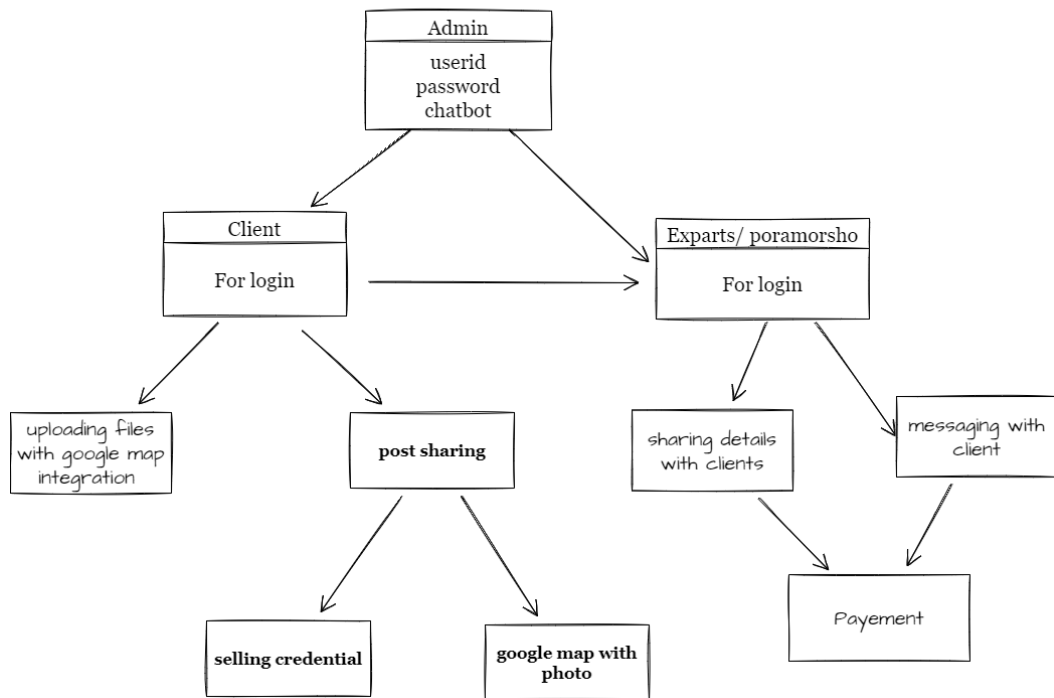 Admin
userid
password
chatbot
Client
For login
Exparts/ poramorsho
For login
uploading files
with google map
integration
post sharing
sharing details
with clients
messaging with
client
selling credential
google map with
photo
Payement